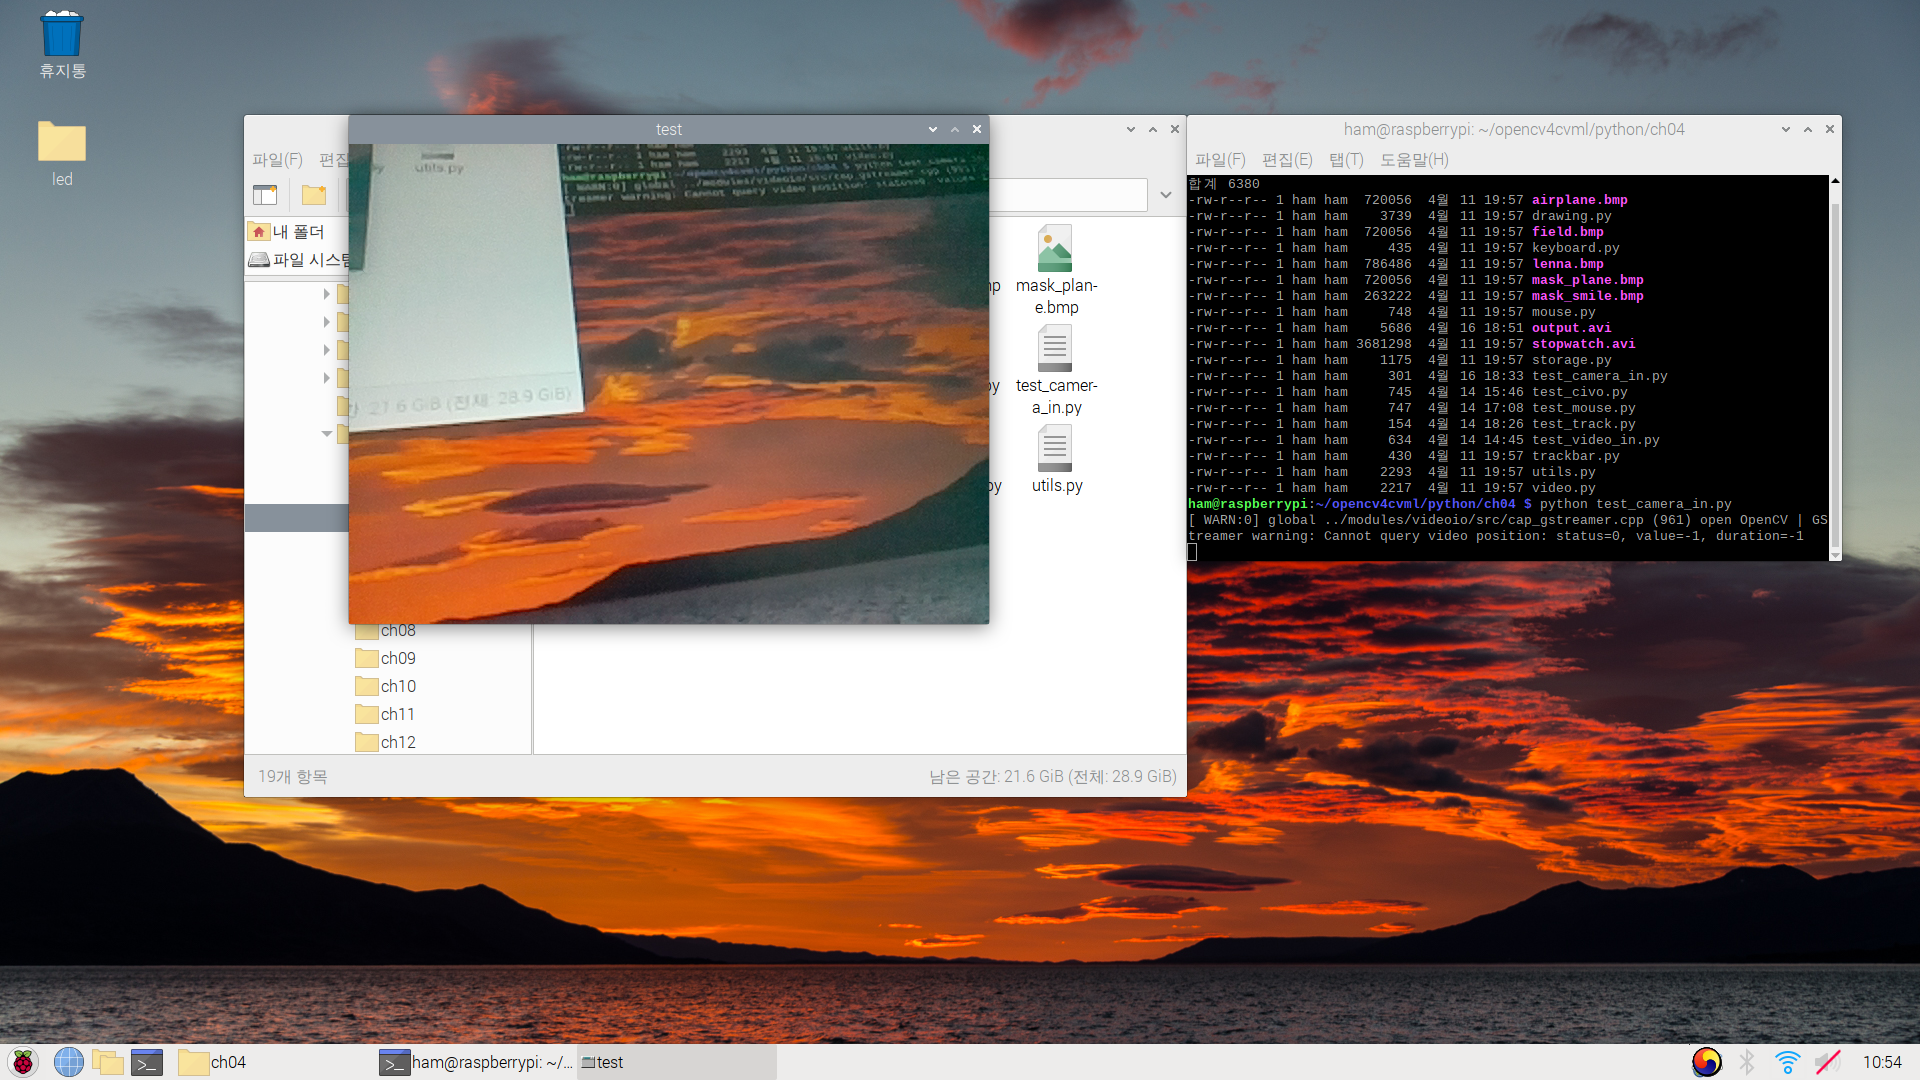 휴지통
led
파일(F) 편집
내 폴더
파일 시스템
ch08
ch09
ch10
ch11
ch12
19개 항목
남은 공간: 21.6 GiB (전체: 28.9 GiB)
test
utils.py
21.6 GiB (전체: 28.9 GiB)
mask_plan-
e.bmp
py
test_camer-
a_in.py
py
utils.py
ham@raspberrypi: ~/opencv4cvml/python/ch04
파일(F) 편집(E) 탭(T) 도움말(H)
합계 6380
-rw-r--r-- 1 ham ham 720056 4월 11 19:57 airplane.bmp
-rw-r--r-- 1 ham ham 3739 4월 11 19:57 drawing.py
-rw-r--r-- 1 ham ham 720056 4월 11 19:57 field.bmp
-rw-r--r-- 1 ham ham 435 4월 11 19:57 keyboard.py
-rw-r--r-- 1 ham ham 786486 4월 11 19:57 lenna.bmp
-rw-r--r-- 1 ham ham 720056 4월 11 19:57 mask_plane.bmp
-rw-r--r-- 1 ham ham 263222 4월 11 19:57 mask_smile.bmp
-rw-r--r-- 1 ham ham 748 4월 11 19:57 mouse.py
-rw-r--r-- 1 ham ham 5686 4월 16 18:51 output.avi
-rw-r--r-- 1 ham ham 3681298 4월 11 19:57 stopwatch.avi
-rw-r--r-- 1 ham ham 1175 4월 11 19:57 storage.py
-rw-r--r-- 1 ham ham 301 4월 16 18:33 test_camera_in.py
-rw-r--r-- 1 ham ham 745 4월 14 15:46 test_civo.py
-rw-r--r-- 1 ham ham 747 4월 14 17:08 test_mouse.py
-rw-r--r-- 1 ham ham 154 4월 14 18:26 test_track.py
-rw-r--r-- 1 ham ham 634 4월 14 14:45 test_video_in.py
-rw-r--r-- 1 ham ham 430 4월 11 19:57 trackbar.py
-rw-r--r-- 1 ham ham 2293 4월 11 19:57 utils.py
-rw-r--r-- 1 ham ham 2217 4월 11 19:57 video.py
ham@raspberrypi:~/opencv4cvml/python/ch04 $ python test_camera_in.py
[ WARN:0] global ../modules/videoio/src/cap_gstreamer.cpp (961) open OpenCV | GS
treamer warning: Cannot query video position: status=0, value=-1, duration=-1
ch04
ham@raspberrypi: ~/...
test
10:54